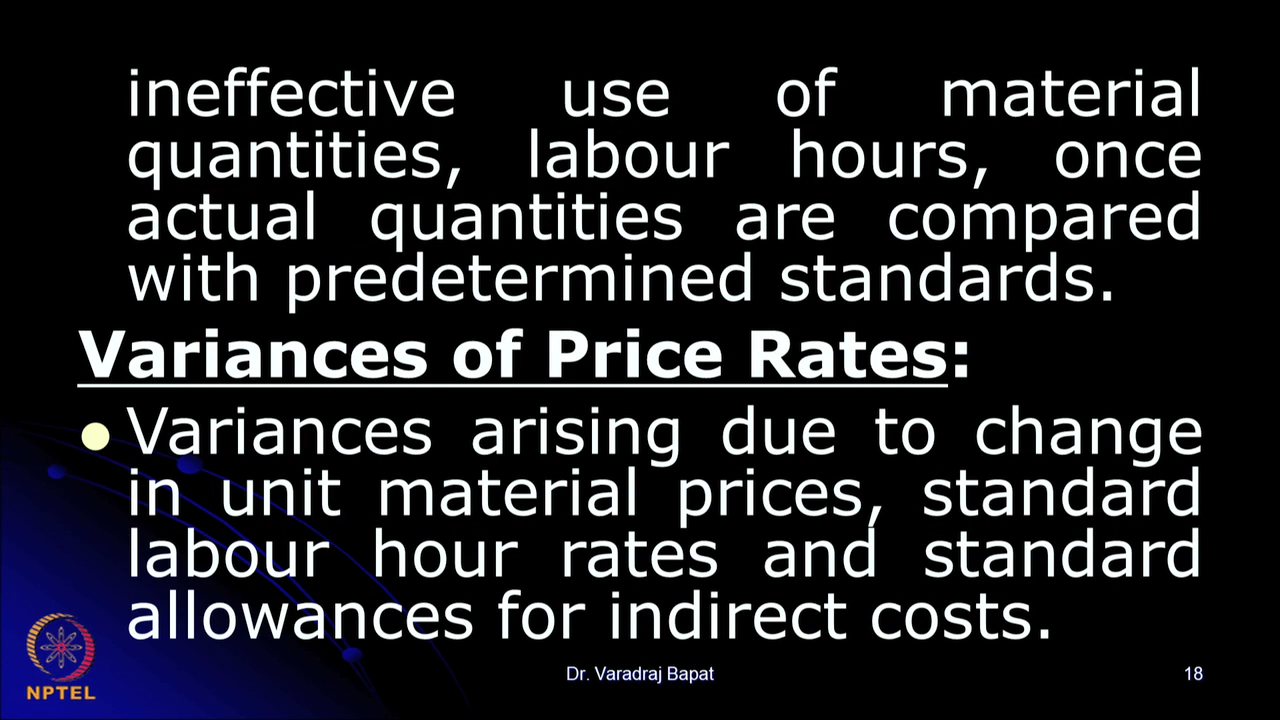 ineffective use of material
quantities, labour hours, once
actual quantities are compared
with predetermined standards.
Variances of Price Rates:
Variances arising due to change
in unit material prices, standard
labour hour rates and standard
allowances for indirect costs.
NPTEL
Dr. Varadraj Bapat
18